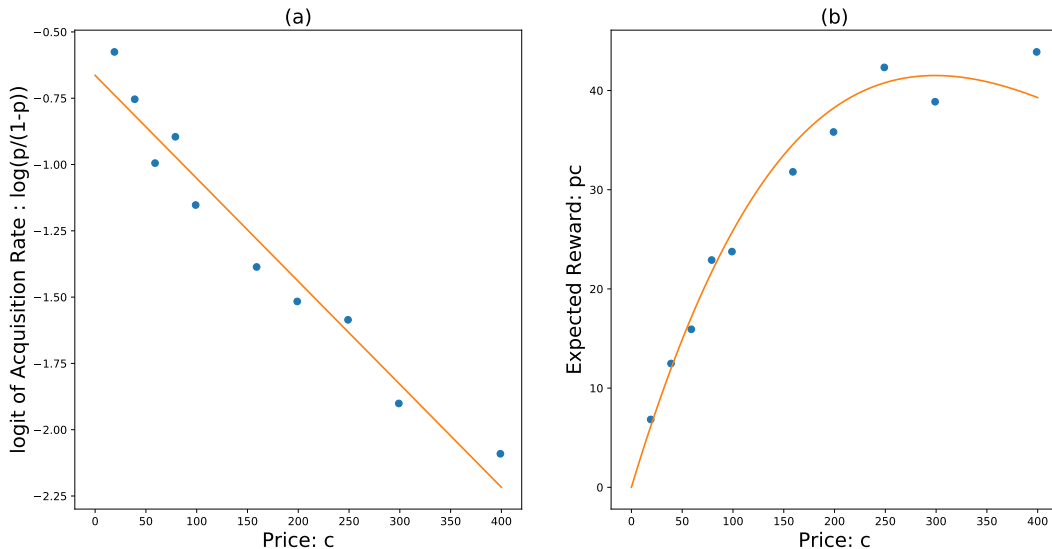 (a)
logit of Acquisition Rate : log(p/(1-p))
−0.50
−0.75
−1.00
−1.25
−1.50
−1.75
−2.00
−2.25
0 50 100 150 200 250 300 350 400
Price: c
(b)
Expected Reward: pc
40
30
20
10
0
0 50 100 150 200 250 300 350 400
Price: c